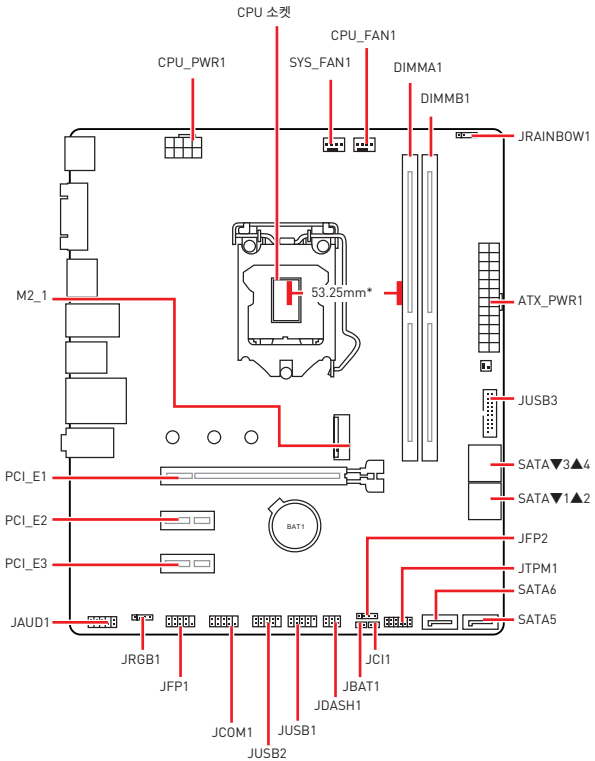 CPU 소켓
CPU_FAN1
CPU_PWR1
SYS_FAN1
DIMMA1
DIMMB1
JRAINBOW1
M2_1
53.25mm*
ATX_PWR1
JUSB3
SATA▼3▲4
PCI_E1
SATA▼1▲2
PCI_E2
BAT1
JFP2
PCI_E3
JTPM1
SATA6
JAUD1
SATA5
JRGB1
JCI1
JFP1
JBAT1
JDASH1
JCOM1
JUSB1
JUSB2